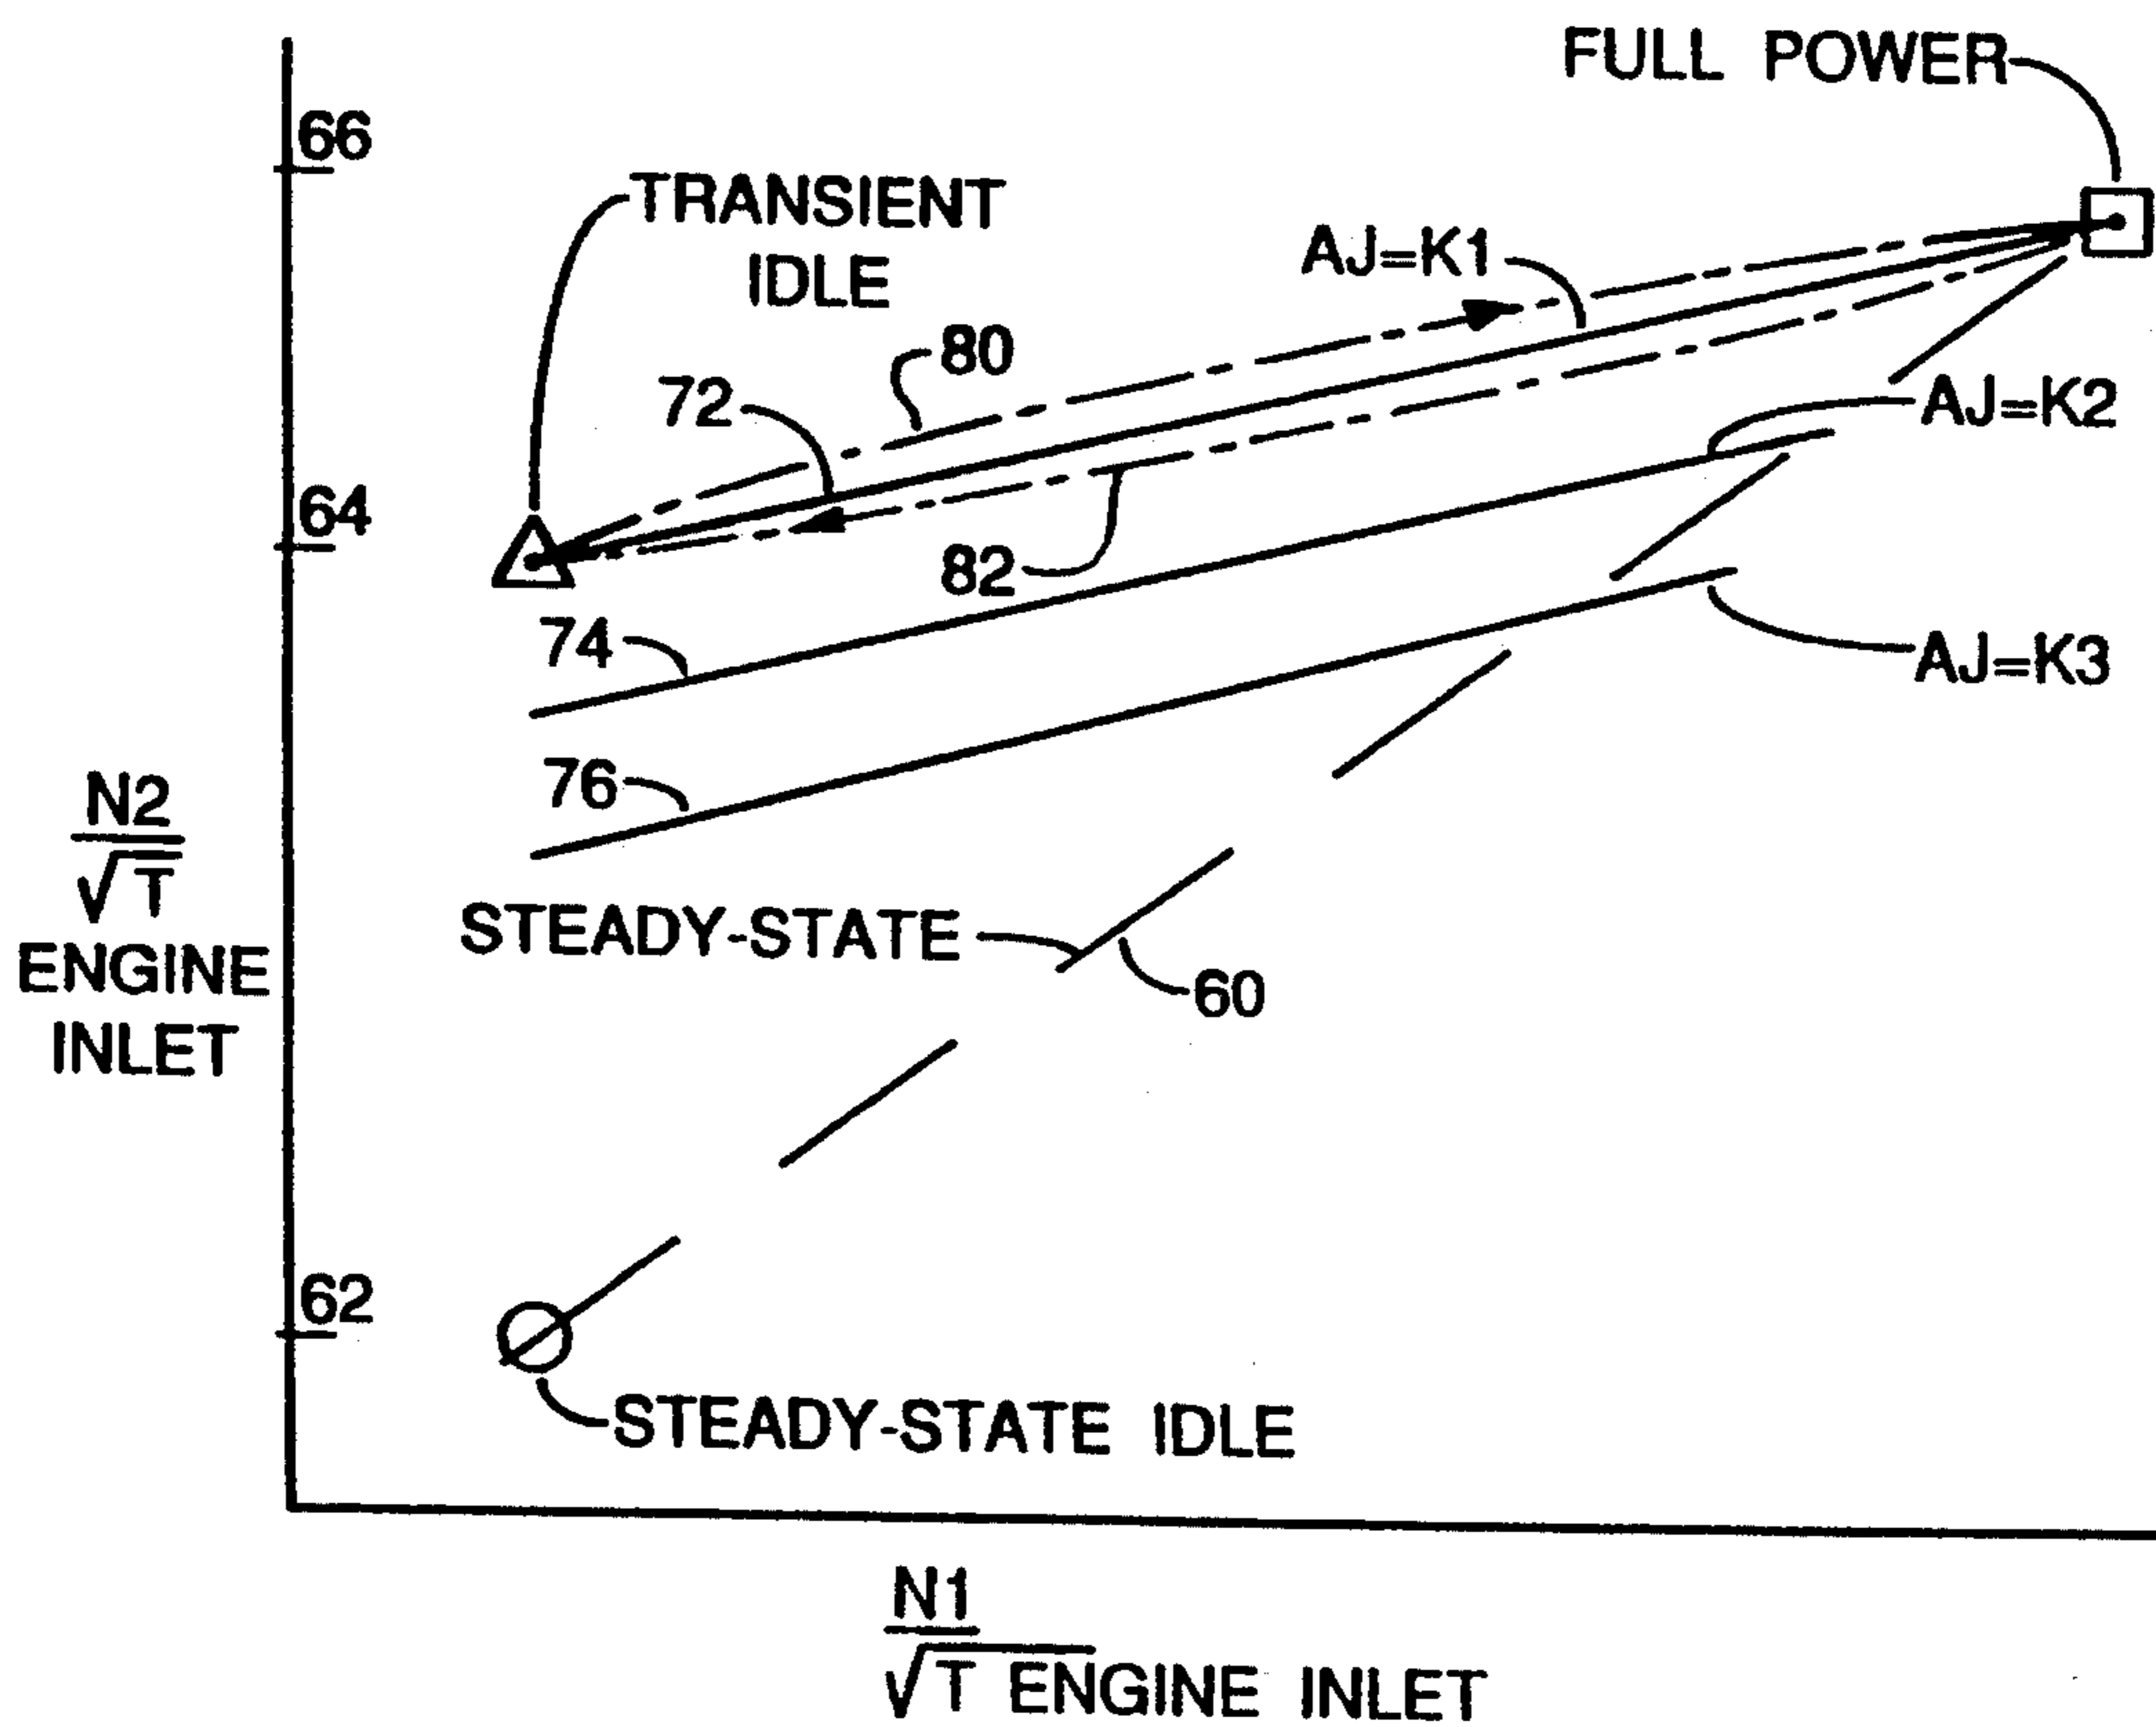 FULL POWER
66
TRANSIENT
IDLE
AJ=K1
80
72
AJ=K2
64
82
74
AJ=K3
76
N2
√T
ENGINE
INLET
STEADY-STATE
60
62
STEADY-STATE IDLE
N1
√T ENGINE INLET